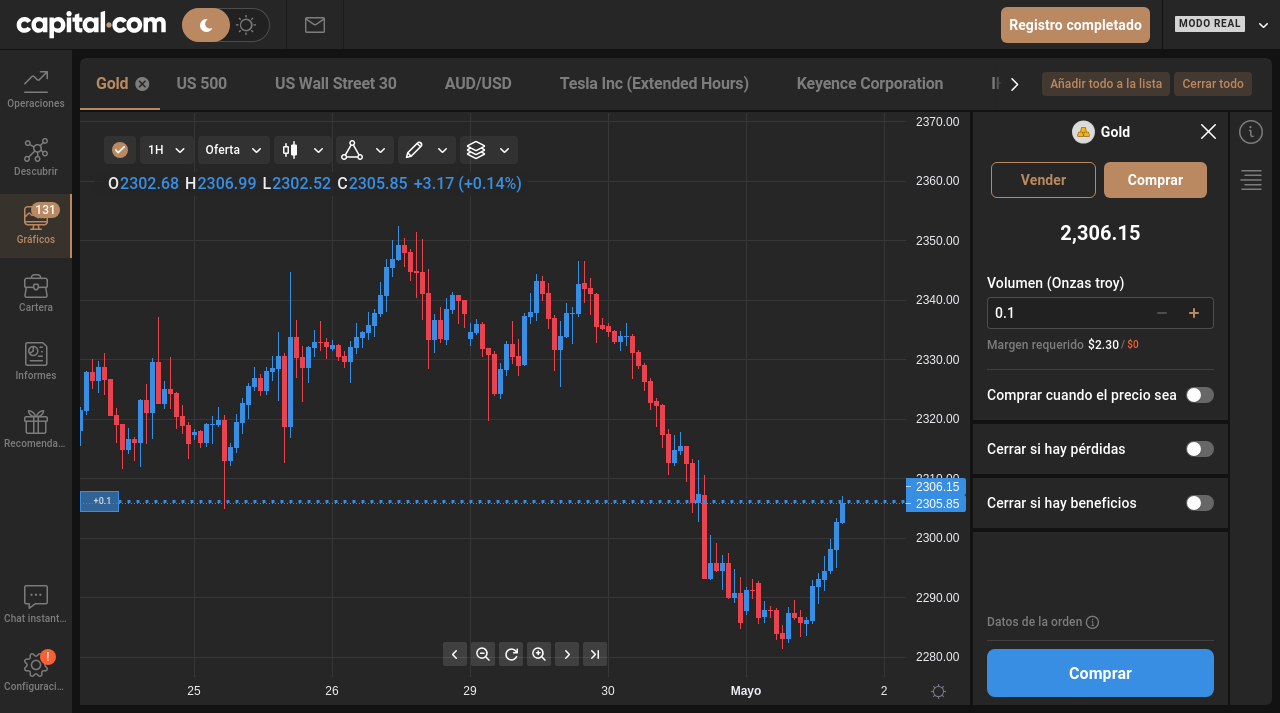 capital.com
Registro completado
MODO REAL
Operaciones
Descubrir
131
Gráficos
Cartera
Informes
Recomenda...
Chat instant...
!
Configuraci...
Gold
US 500
US Wall Street 30
AUD/USD
Tesla Inc (Extended Hours)
Keyence Corporation
Añadir todo a la lista
Cerrar todo
1H
Oferta
O2302.68 H2306.99 L2302.52 C2305.85 +3.17 (+0.14%)
+0.1
2370.00
2360.00
2350.00
2340.00
2330.00
2320.00
2310.00
2306.15
2305.85
2300.00
2290.00
2280.00
25
26
29
30
Mayo
2
Gold
Vender
Comprar
2,306.15
Volumen (Onzas troy)
0.1
Margen requerido $2.30 / $0
Comprar cuando el precio sea
Cerrar si hay pérdidas
Cerrar si hay beneficios
Datos de la orden
Comprar